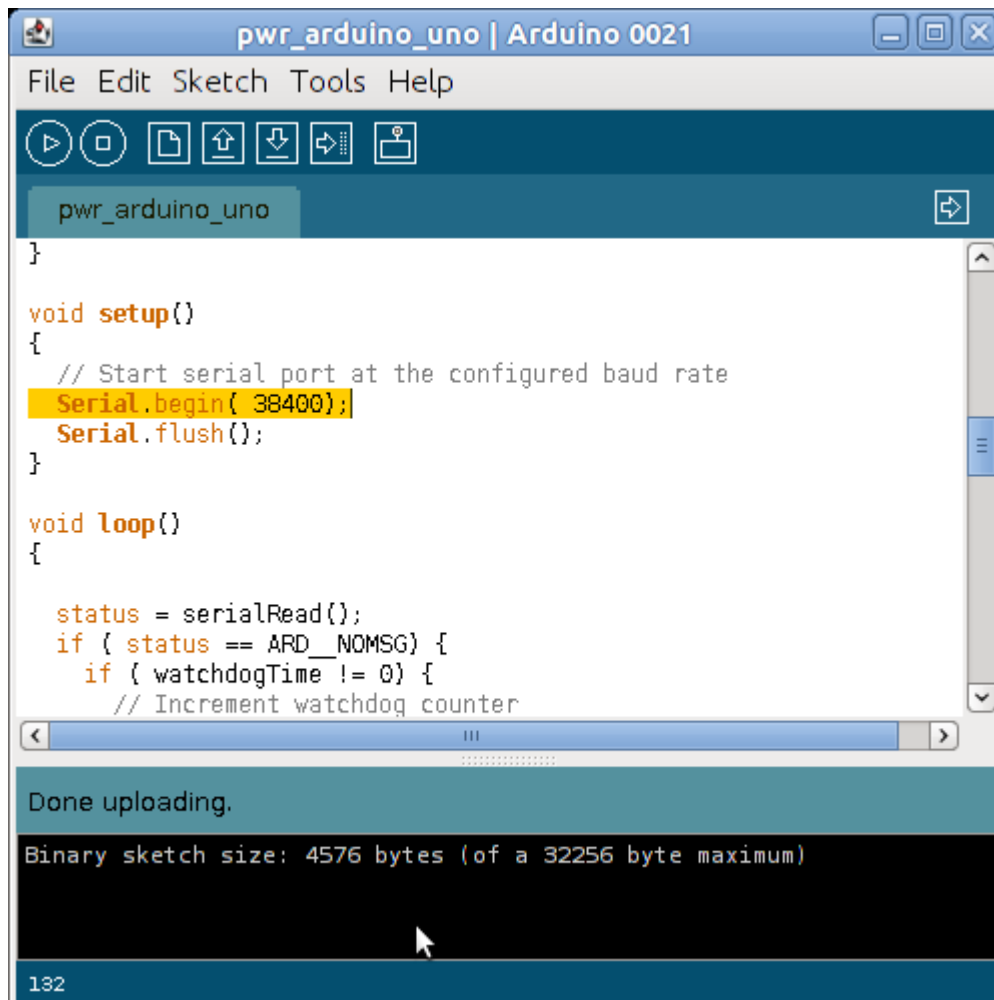 pwr_arduino_uno | Arduino 0021
File Edit Sketch Tools Help
pwr_arduino_uno
}
void setup()
{
  // Start serial port at the configured baud rate
  Serial.begin( 38400);
  Serial.flush();
}
void loop()
{
  status = serialRead();
  if ( status == ARD__NOMSG) {
    if ( watchdogTime != 0) {
      // Increment watchdog counter
Done uploading.
Binary sketch size: 4576 bytes (of a 32256 byte maximum)
132